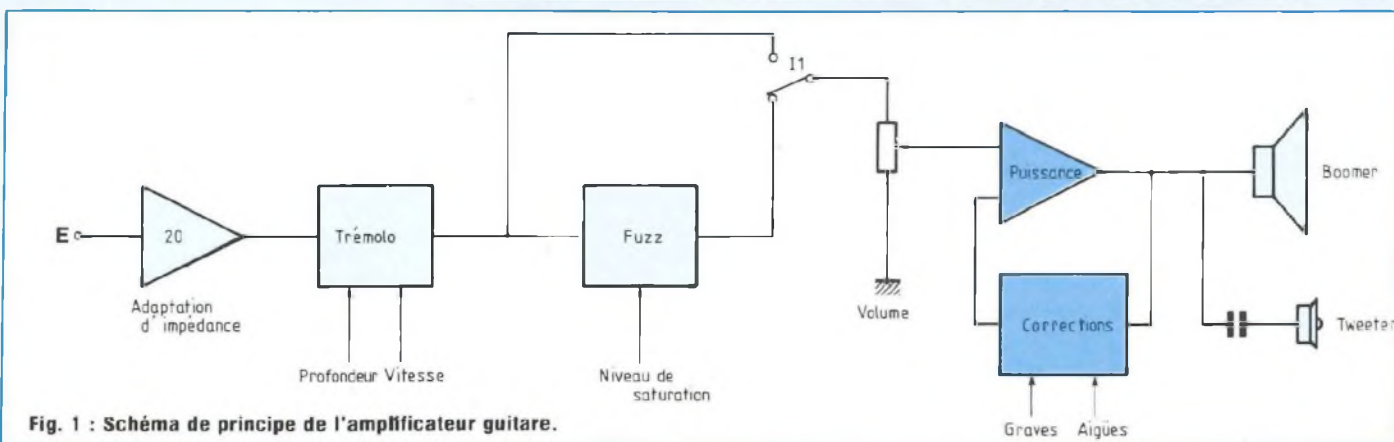 I1
E
20
Trémolo
Fuzz
Puissance
Boomer
Adaptation
d'impédance
Volume
Corrections
Tweeter
Profondeur Vitesse
Niveau de
saturation
Graves Aigües
Fig. 1 : Schéma de principe de l'amplificateur guitare.